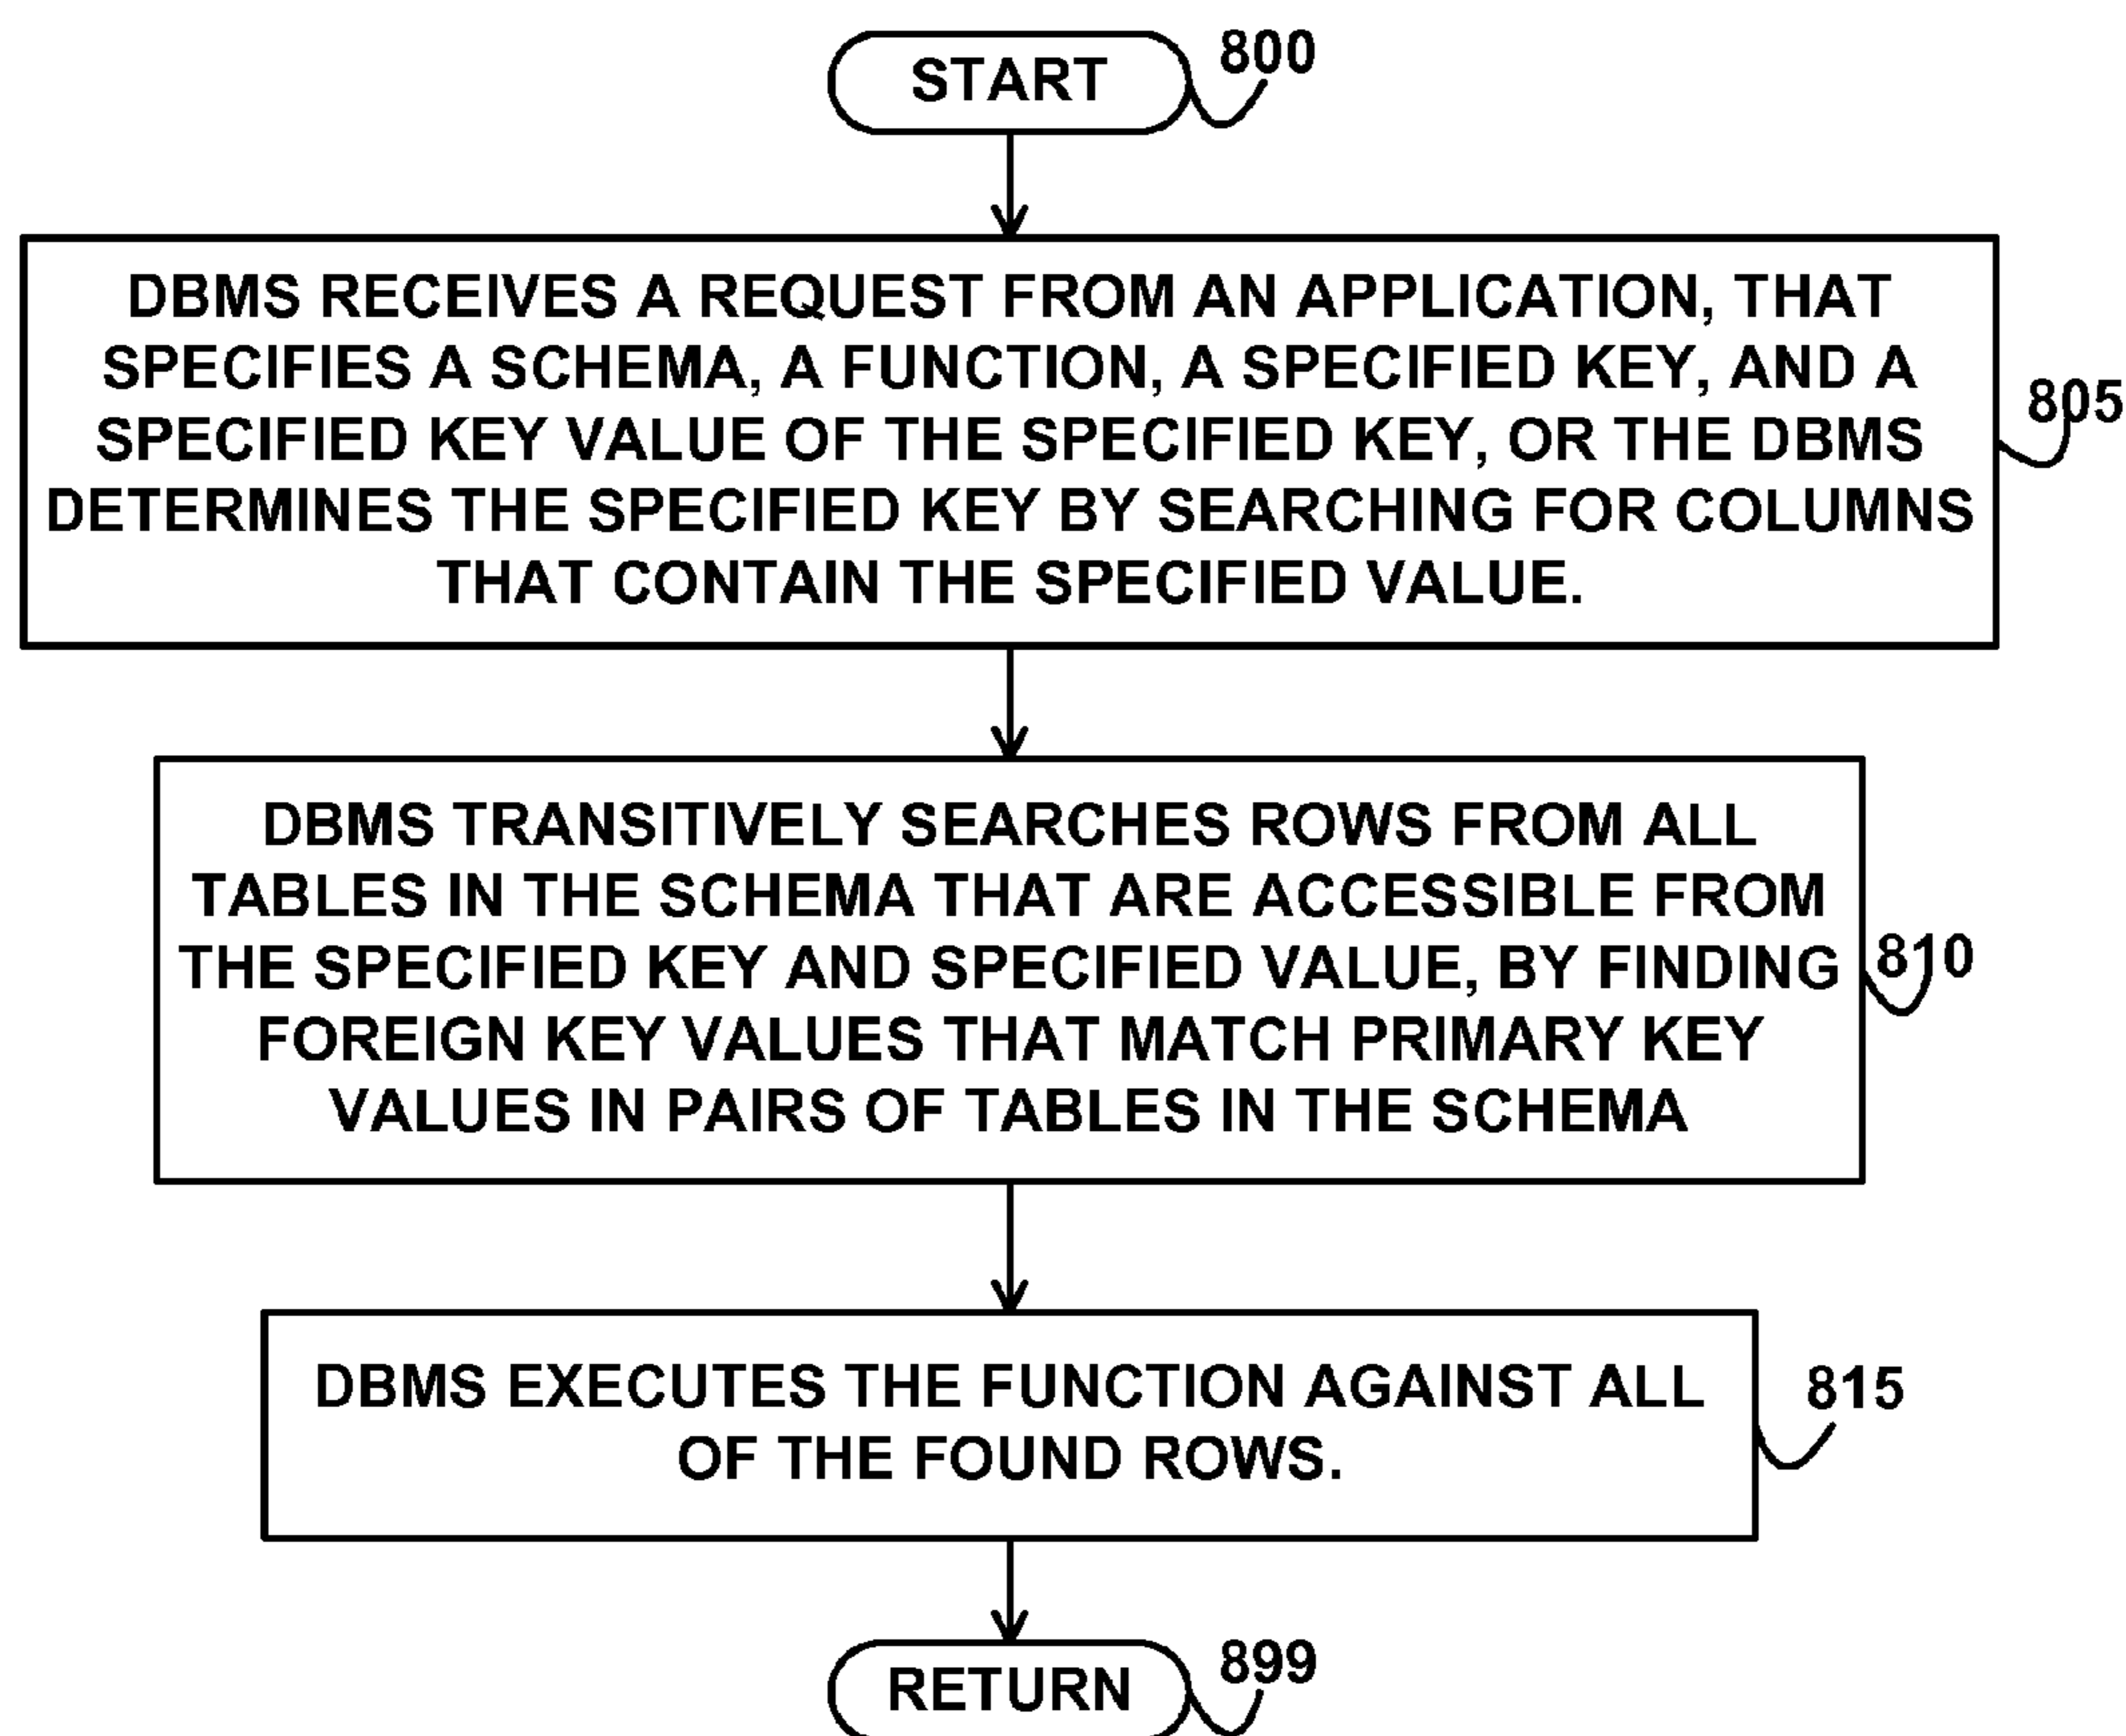 START
800
DBMS RECEIVES A REQUEST FROM AN APPLICATION, THAT
SPECIFIES A SCHEMA, A FUNCTION, A SPECIFIED KEY, AND A
SPECIFIED KEY VALUE OF THE SPECIFIED KEY, OR THE DBMS
DETERMINES THE SPECIFIED KEY BY SEARCHING FOR COLUMNS
THAT CONTAIN THE SPECIFIED VALUE.
805
DBMS TRANSITIVELY SEARCHES ROWS FROM ALL
TABLES IN THE SCHEMA THAT ARE ACCESSIBLE FROM
THE SPECIFIED KEY AND SPECIFIED VALUE, BY FINDING
FOREIGN KEY VALUES THAT MATCH PRIMARY KEY
VALUES IN PAIRS OF TABLES IN THE SCHEMA
810
DBMS EXECUTES THE FUNCTION AGAINST ALL
OF THE FOUND ROWS.
815
RETURN
899